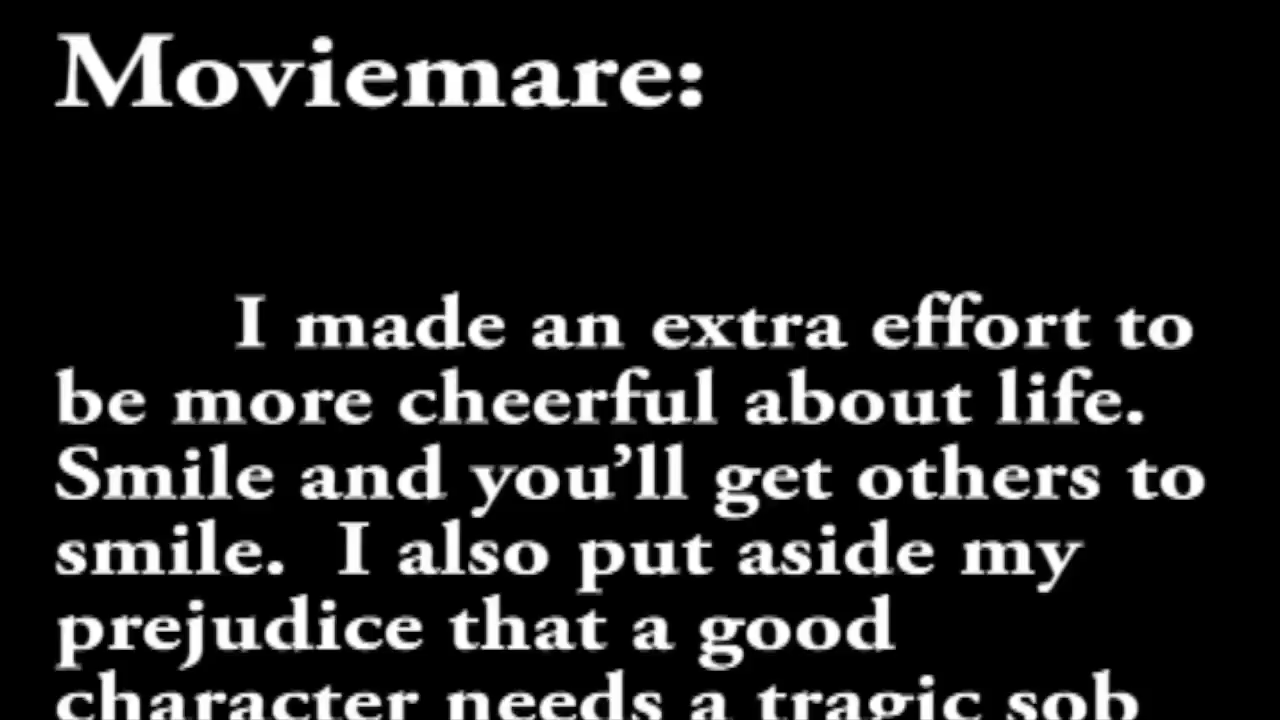 Moviemare:
I made an extra effort to
be more cheerful about life.
Smile and you’ll get others to
smile.  I also put aside my
prejudice that a good
character needs a tragic sob